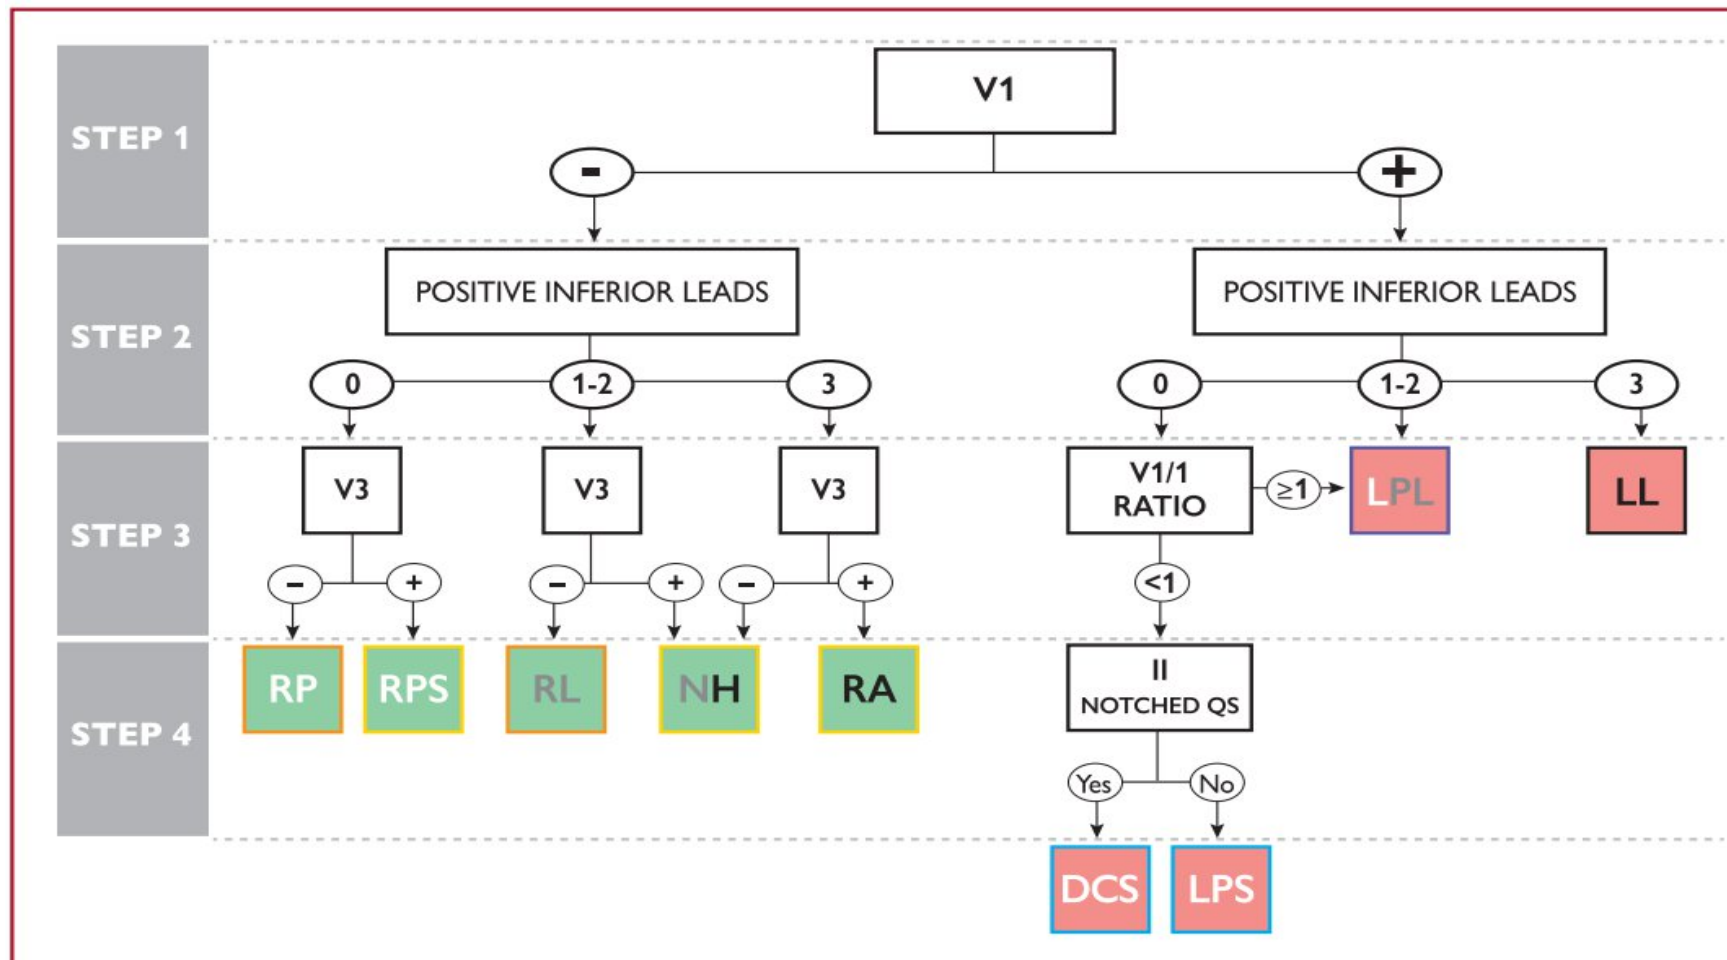 STEP 1
V1
-
+
STEP 2
POSITIVE INFERIOR LEADS
POSITIVE INFERIOR LEADS
0
1-2
3
0
1-2
3
STEP 3
V3
V3
V3
V1/1
RATIO
≥1
LPL
LL
−
+
−
+
−
+
<1
STEP 4
RP
RPS
RL
NH
RA
II
NOTCHED QS
Yes
No
DCS
LPS